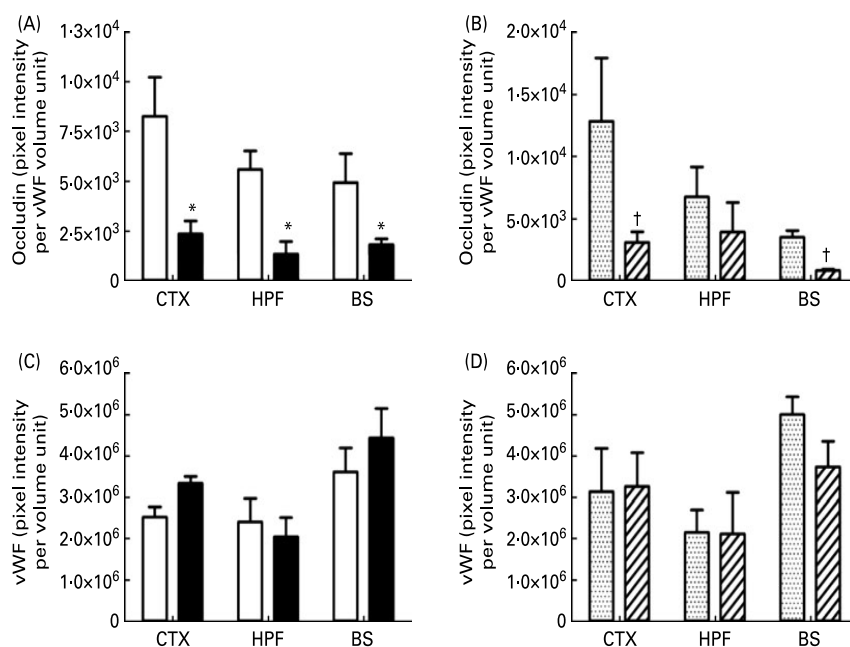 (A)
Occludin (pixel intensity
per vWF volume unit)
1·3×10⁴
1·0×10⁴
7·5×10³
5·0×10³
2·5×10³
0
*
*
*
CTX HPF BS
(B)
Occludin (pixel intensity
per vWF volume unit)
2·0×10⁴
1·5×10⁴
1·0×10⁴
5·0×10³
0
†
†
CTX HPF BS
(C)
vWF (pixel intensity
per volume unit)
6·0×10⁶
5·0×10⁶
4·0×10⁶
3·0×10⁶
2·0×10⁶
1·0×10⁶
0
CTX HPF BS
(D)
vWF (pixel intensity
per volume unit)
6·0×10⁶
5·0×10⁶
4·0×10⁶
3·0×10⁶
2·0×10⁶
1·0×10⁶
0
CTX HPF BS